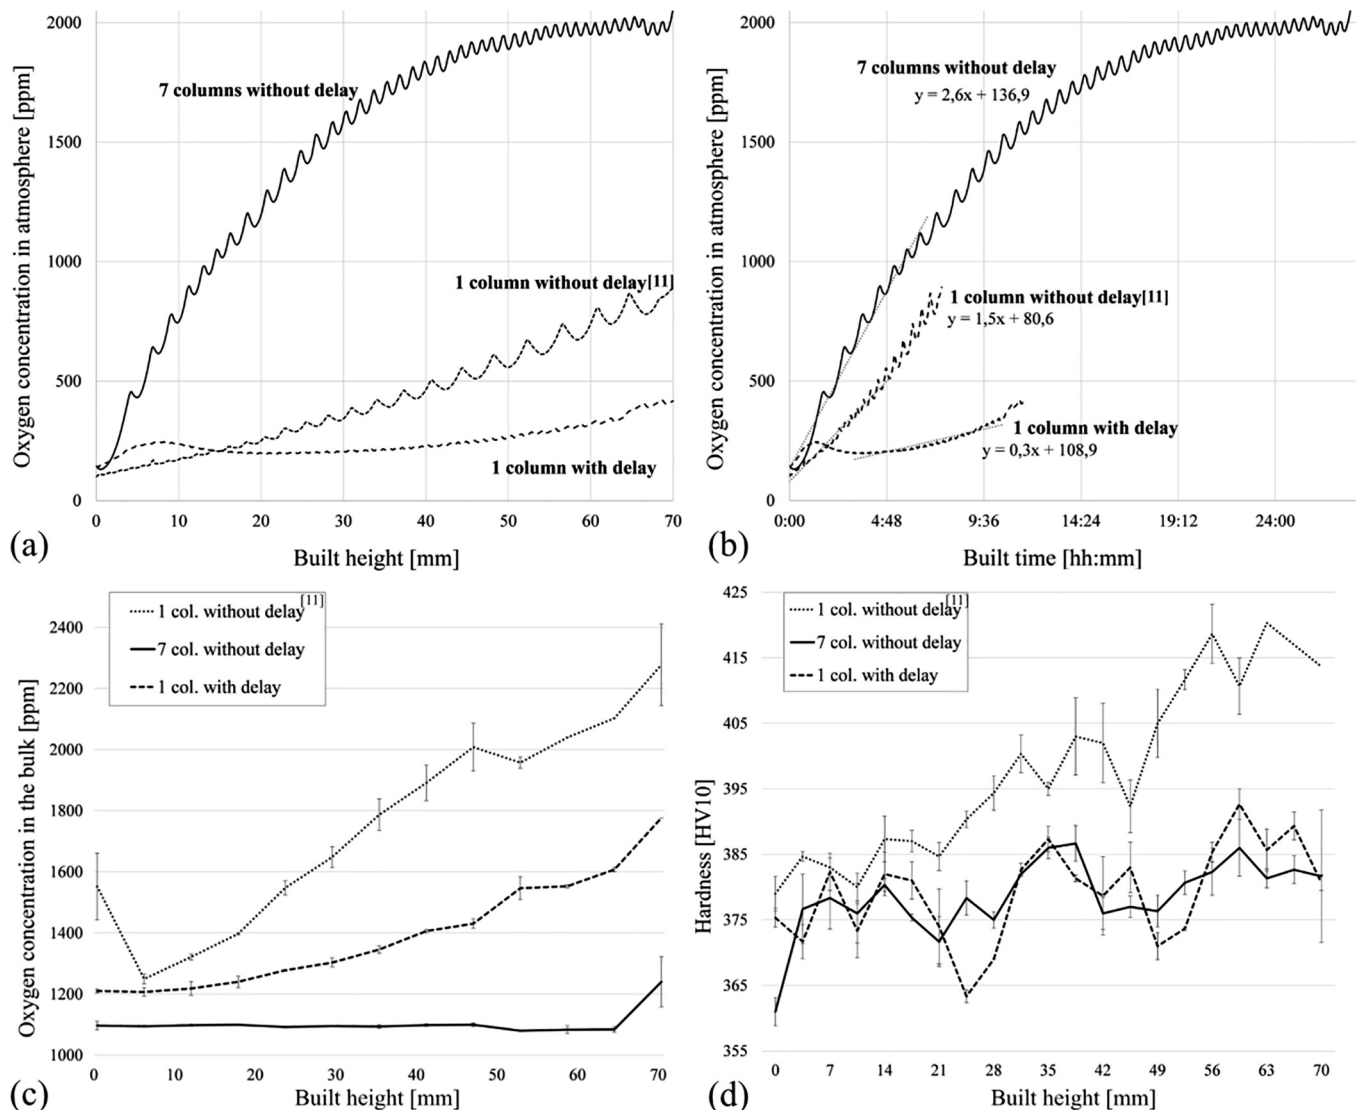 2000
1500
1000
500
0
Oxygen concentration in atmosphere [ppm]
7 columns without delay
1 column without delay[11]
1 column with delay
0 10 20 30 40 50 60 70
Built height [mm]
(a)
2000
1500
1000
500
0
Oxygen concentration in atmosphere [ppm]
7 columns without delay
y = 2,6x + 136,9
1 column without delay[11]
y = 1,5x + 80,6
1 column with delay
y = 0,3x + 108,9
0:00 4:48 9:36 14:24 19:12 24:00
Built time [hh:mm]
(b)
1 col. without delay[11]
7 col. without delay
1 col. with delay
2400
2200
2000
1800
1600
1400
1200
1000
Oxygen concentration in the bulk [ppm]
0 10 20 30 40 50 60 70
Built height [mm]
(c)
1 col. without delay[11]
7 col. without delay
1 col. with delay
425
415
405
395
385
375
365
355
Hardness [HV10]
0 7 14 21 28 35 42 49 56 63 70
Built height [mm]
(d)